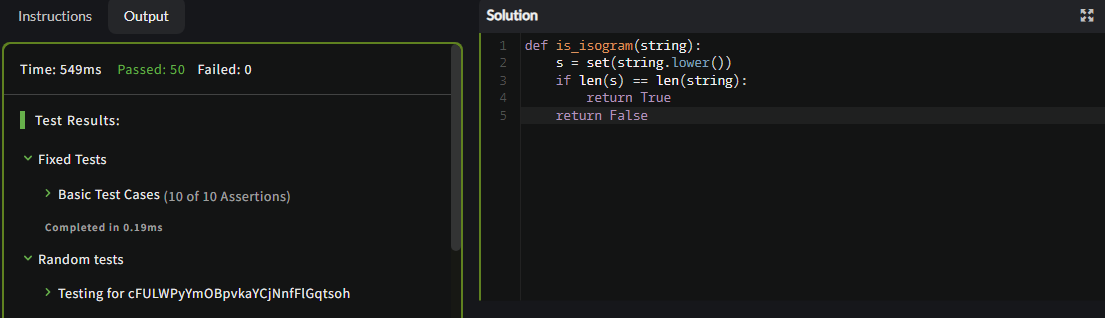 Instructions
Output
Time: 549ms Passed: 50 Failed: 0
Test Results:
Fixed Tests
Basic Test Cases (10 of 10 Assertions)
Completed in 0.19ms
Random tests
Testing for cFULWPyYmOBpvkaYCjNnfFlGqtsoh
Solution
1 def is_isogram(string):
2     s = set(string.lower())
3     if len(s) == len(string):
4         return True
5     return False